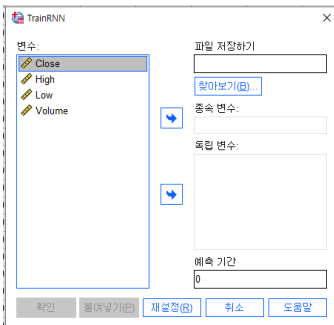 TrainRNN
변수:
Close
High
Low
Volume
파일 저장하기
찾아보기(B)...
종속 변수:
독립 변수:
예측 기간
0
확인
붙여넣기(P)
재설정(R)
취소
도움말